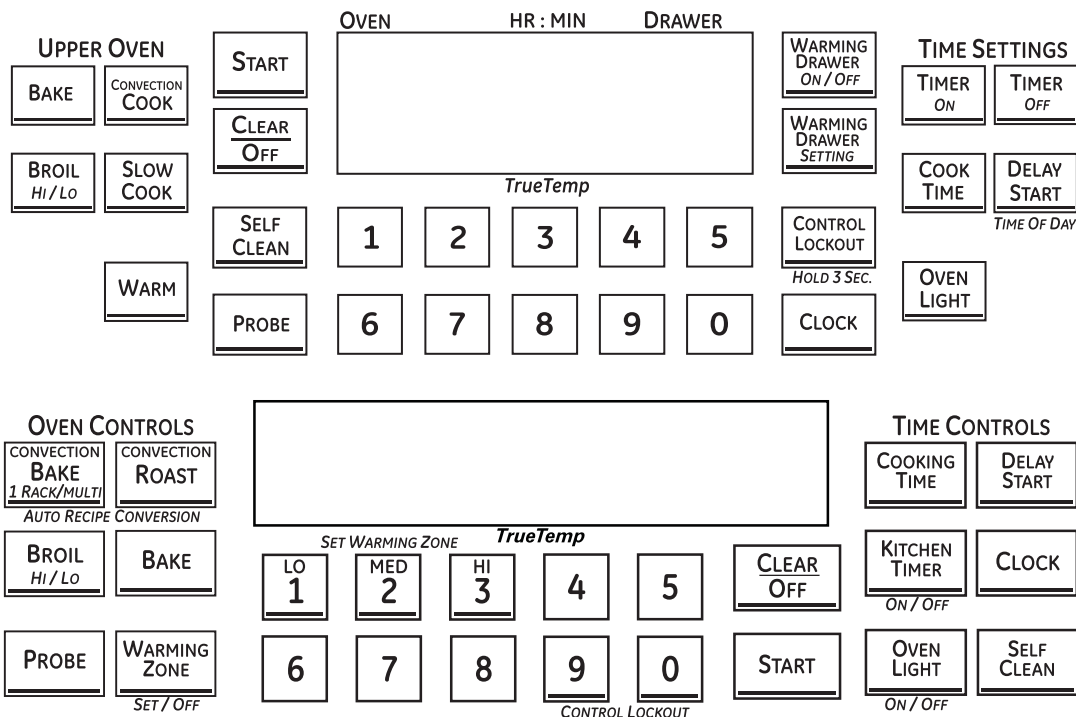 OVEN HR : MIN DRAWER
UPPER OVEN
BAKE
CONVECTION
COOK
BROIL
HI / LO
SLOW
COOK
WARM
START
CLEAR
OFF
SELF
CLEAN
PROBE
TrueTemp
1 2 3 4 5
6 7 8 9 0
WARMING
DRAWER
ON / OFF
WARMING
DRAWER
SETTING
CONTROL
LOCKOUT
HOLD 3 SEC.
CLOCK
TIME SETTINGS
TIMER
ON
TIMER
OFF
COOK
TIME
DELAY
START
TIME OF DAY
OVEN
LIGHT
OVEN CONTROLS
CONVECTION
BAKE
1 RACK/MULTI
CONVECTION
ROAST
AUTO RECIPE CONVERSION
BROIL
HI / LO
BAKE
PROBE
WARMING
ZONE
SET / OFF
SET WARMING ZONE
TrueTemp
LO MED HI
1 2 3 4 5
6 7 8 9 0
CONTROL LOCKOUT
CLEAR
OFF
START
TIME CONTROLS
COOKING
TIME
DELAY
START
KITCHEN
TIMER
ON / OFF
CLOCK
OVEN
LIGHT
ON / OFF
SELF
CLEAN